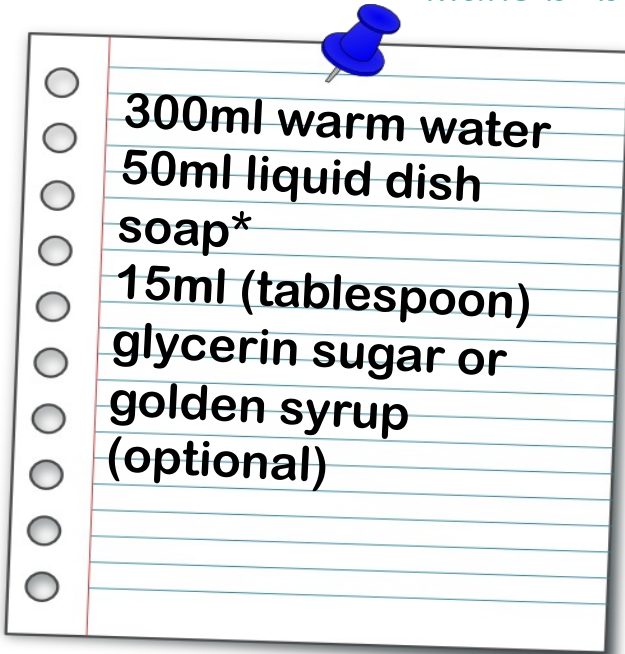 300ml warm water
50ml liquid dish
soap*
15ml (tablespoon)
glycerin sugar or
golden syrup
(optional)